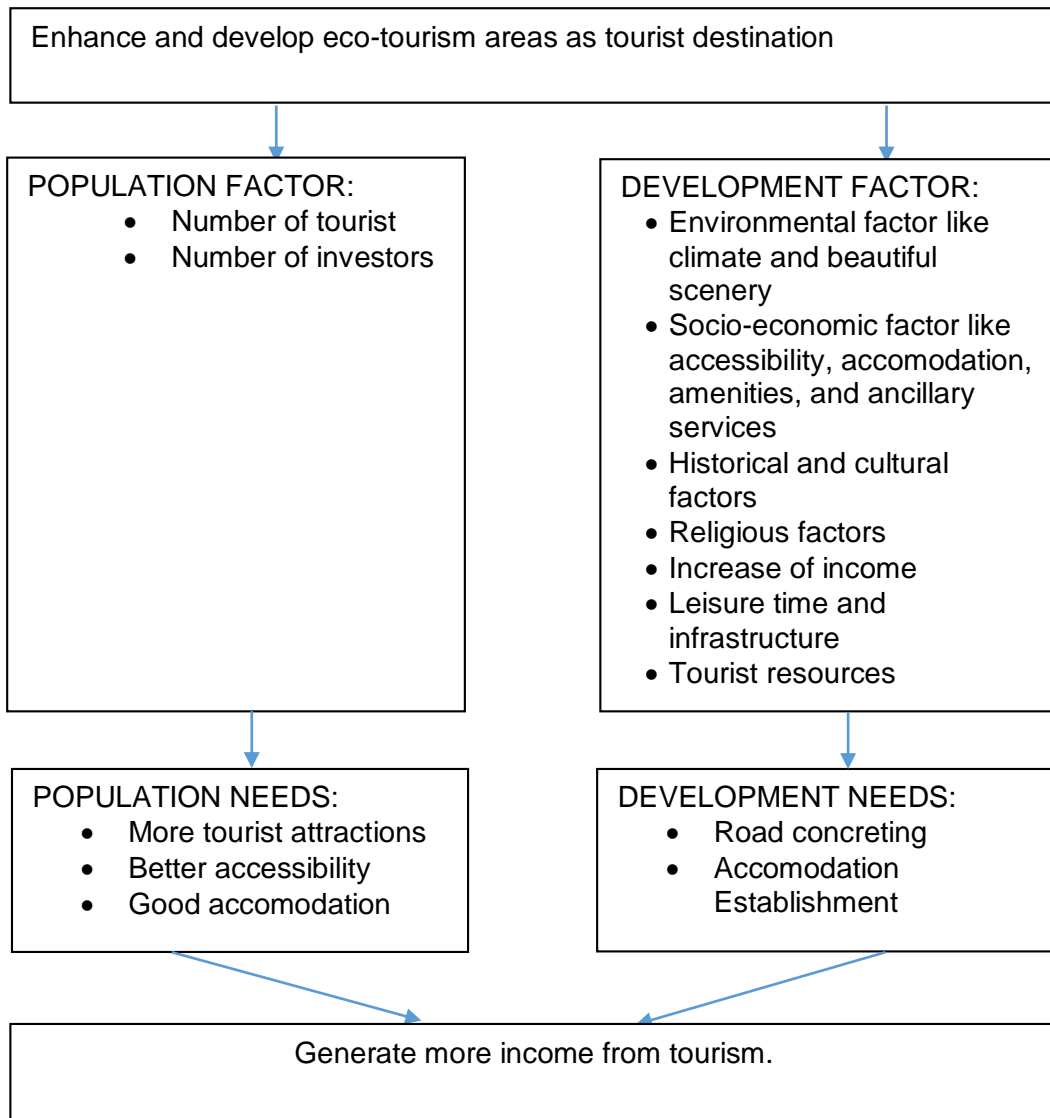 Enhance and develop eco-tourism areas as tourist destination
POPULATION FACTOR:
• Number of tourist
• Number of investors
DEVELOPMENT FACTOR:
• Environmental factor like
climate and beautiful
scenery
• Socio-economic factor like
accessibility, accomodation,
amenities, and ancillary
services
• Historical and cultural
factors
• Religious factors
• Increase of income
• Leisure time and
infrastructure
• Tourist resources
POPULATION NEEDS:
• More tourist attractions
• Better accessibility
• Good accomodation
DEVELOPMENT NEEDS:
• Road concreting
• Accomodation
Establishment
Generate more income from tourism.